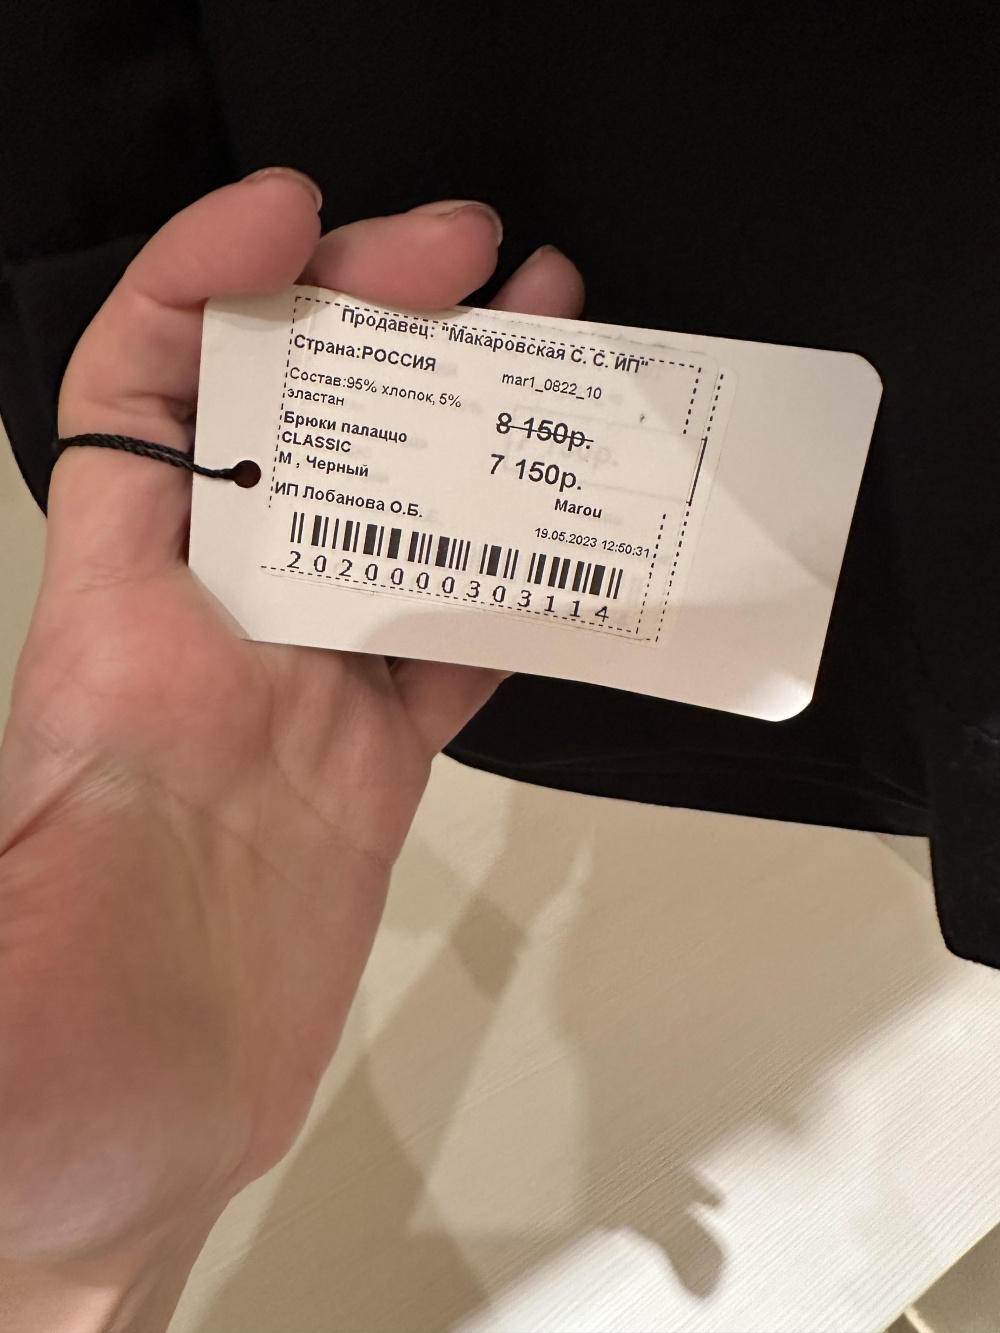 Продавец: "Макаровская С. С. ИП"
Страна:РОССИЯ
mar1_0822_10
Состав:95% хлопок, 5%
эластан
8 150р.
Брюки палаццо
CLASSIC
7 150р.
М , Черный
Marou
ИП Лобанова О.Б.
19.05.2023 12:50:31
2020000303114